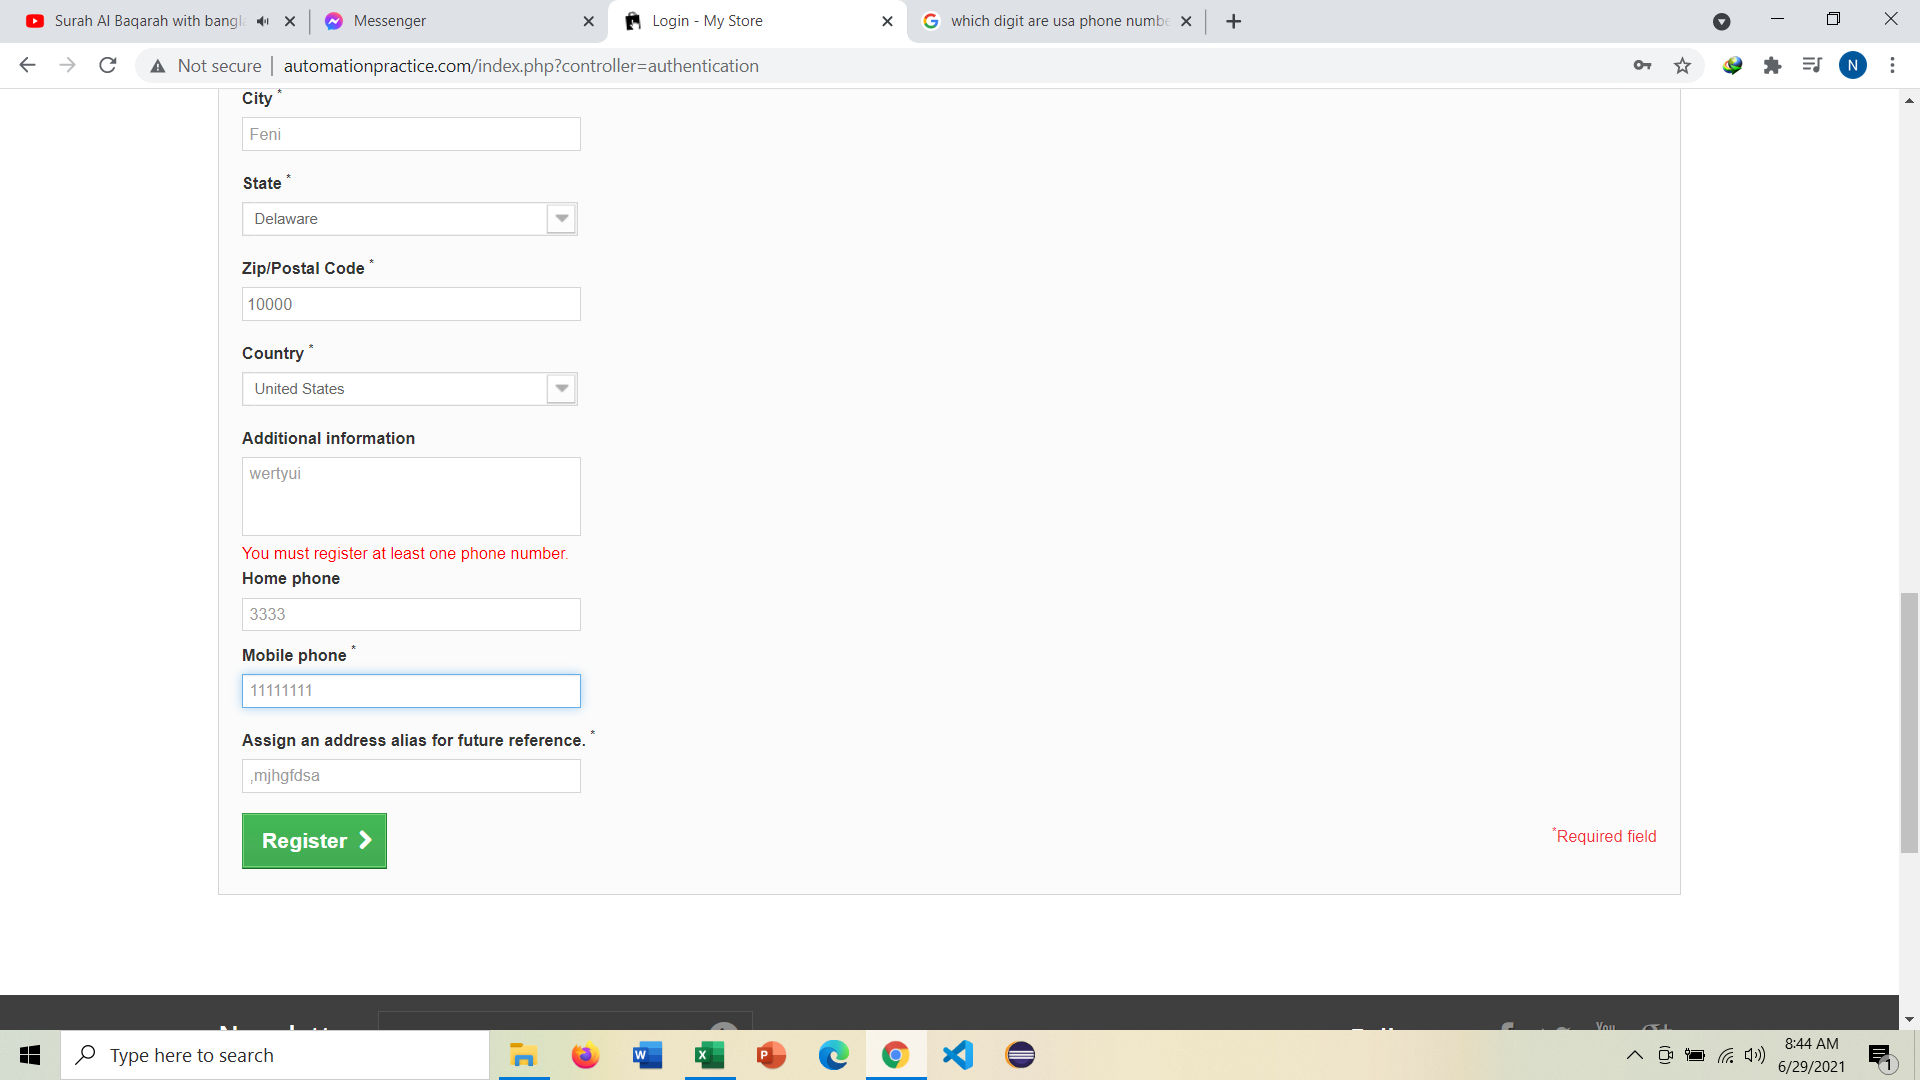 Surah Al Baqarah with bangla
Messenger
Login - My Store
which digit are usa phone numbe
Not secure
automationpractice.com/index.php?controller=authentication
N
City *
Feni
State *
Delaware
Zip/Postal Code *
10000
Country *
United States
Additional information
wertyui
You must register at least one phone number.
Home phone
3333
Mobile phone *
11111111
Assign an address alias for future reference. *
,mjhgfdsa
Register
*Required field
You
Type here to search
8:44 AM
6/29/2021
1